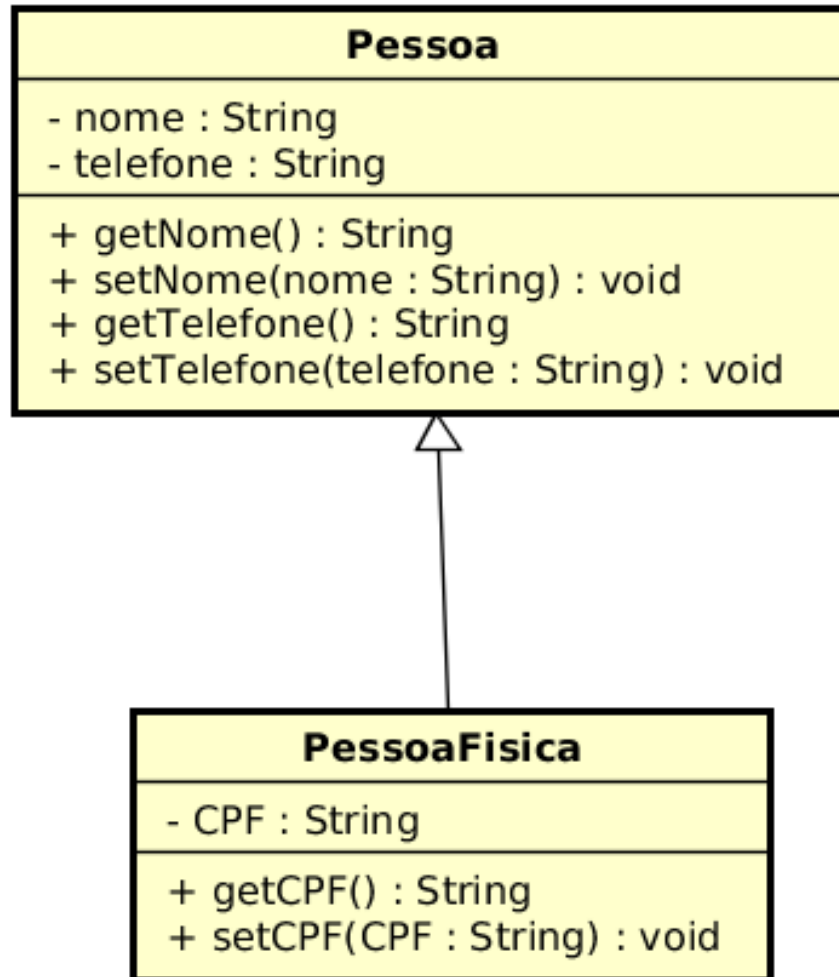 Pessoa
- nome : String
- telefone : String
+ getNome() : String
+ setNome(nome : String) : void
+ getTelefone() : String
+ setTelefone(telefone : String) : void
PessoaFisica
- CPF : String
+ getCPF() : String
+ setCPF(CPF : String) : void